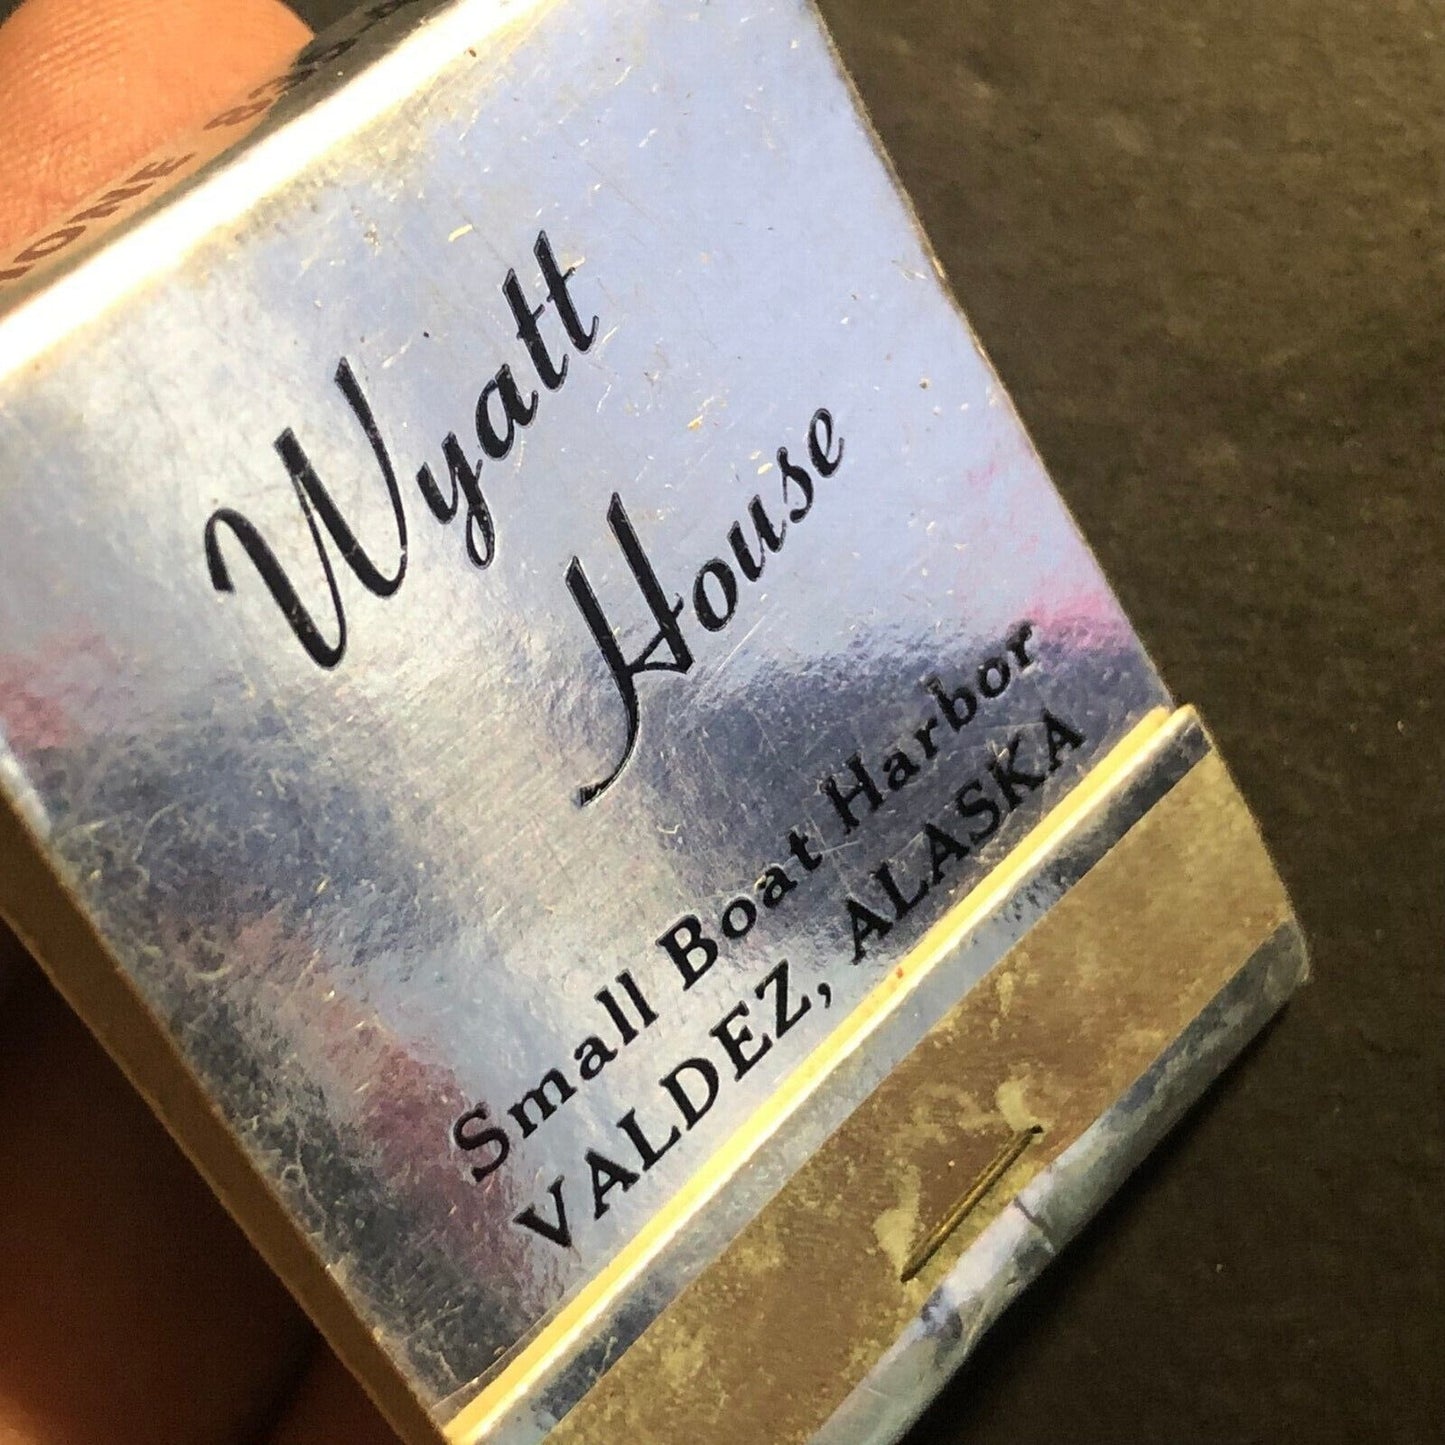 Wyatt
House
Small Boat Harbor
VALDEZ, ALASKA